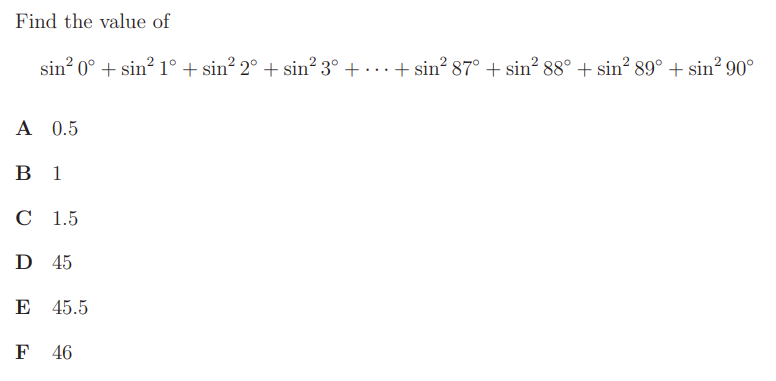 Find the value of
sin² 0° + sin² 1° + sin² 2° + sin² 3° + ··· + sin² 87° + sin² 88° + sin² 89° + sin² 90°
A 0.5
B 1
C 1.5
D 45
E 45.5
F 46